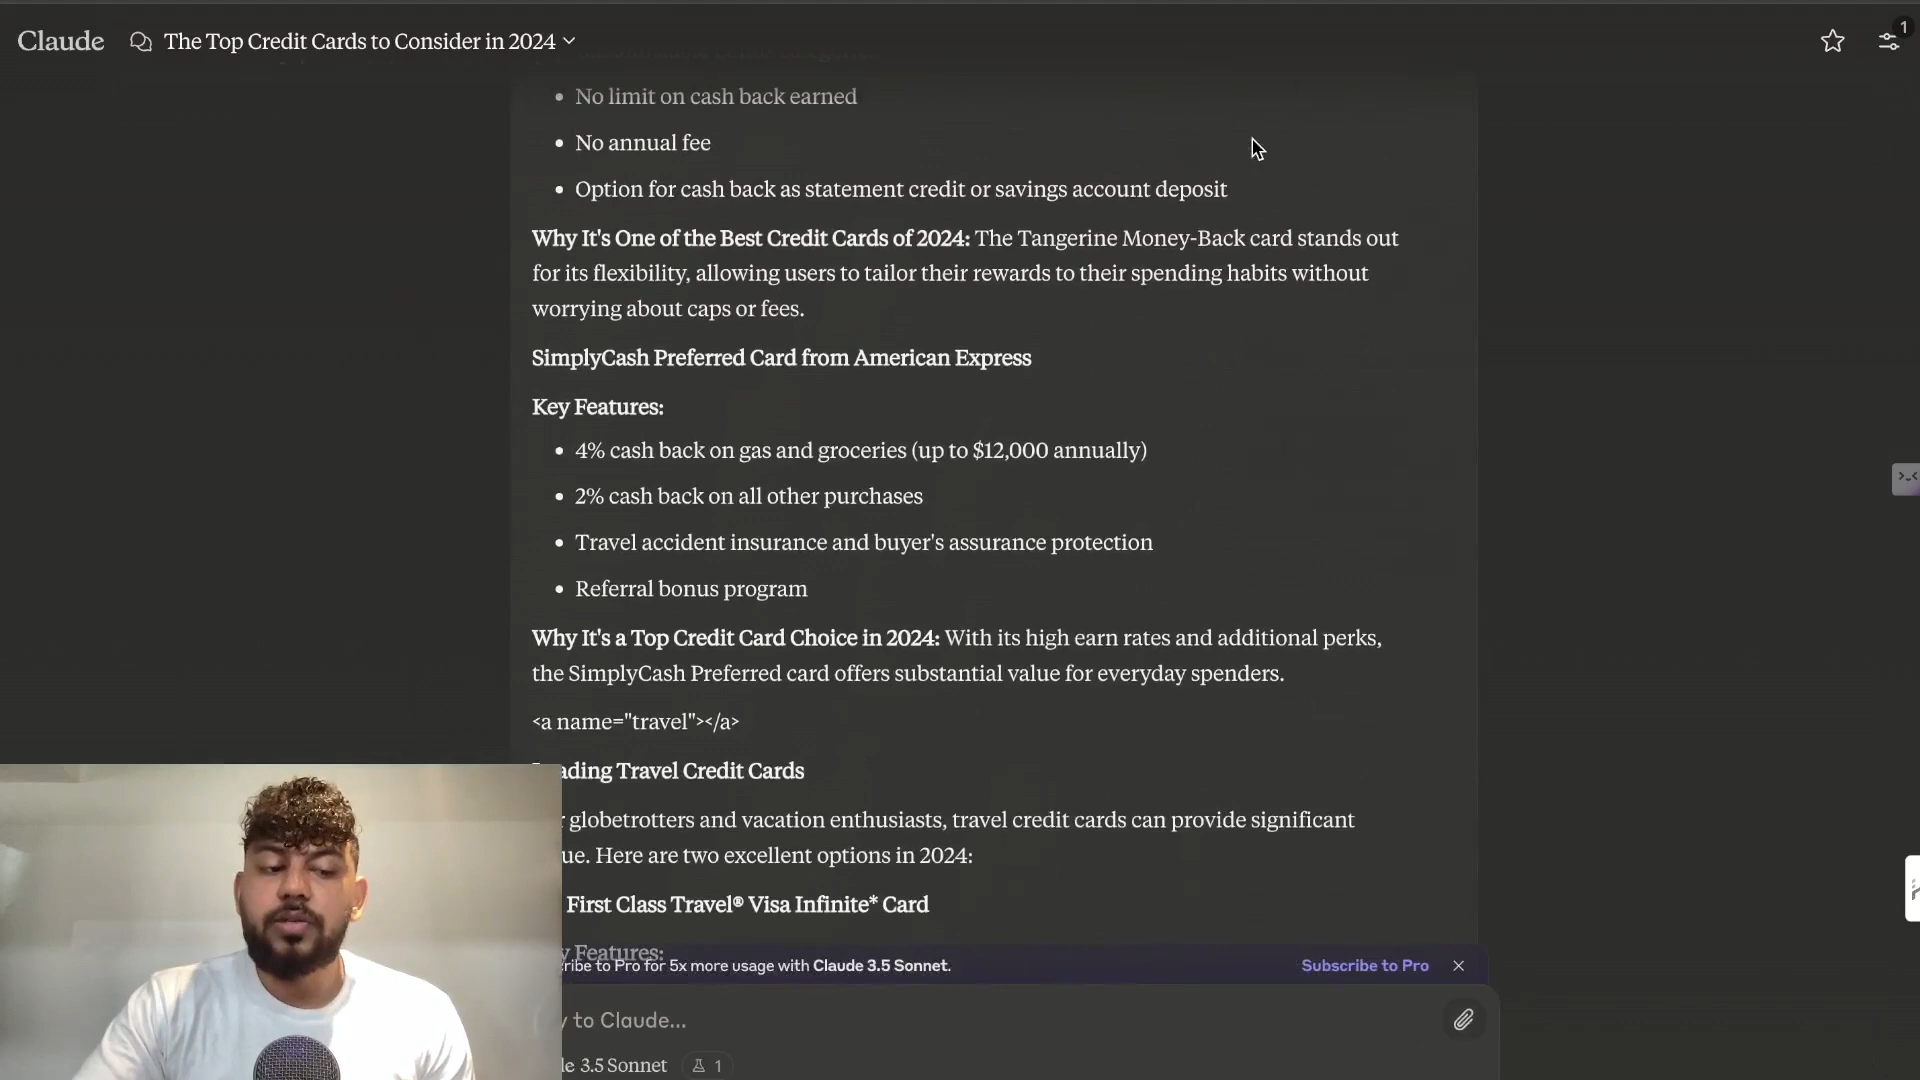 Claude
The Top Credit Cards to Consider in 2024
1
No limit on cash back earned
No annual fee
Option for cash back as statement credit or savings account deposit
Why It's One of the Best Credit Cards of 2024: The Tangerine Money-Back card stands out
for its flexibility, allowing users to tailor their rewards to their spending habits without
worrying about caps or fees.
SimplyCash Preferred Card from American Express
Key Features:
4% cash back on gas and groceries (up to $12,000 annually)
2% cash back on all other purchases
Travel accident insurance and buyer's assurance protection
Referral bonus program
Why It's a Top Credit Card Choice in 2024: With its high earn rates and additional perks,
the SimplyCash Preferred card offers substantial value for everyday spenders.
<a name="travel"></a>
ading Travel Credit Cards
globetrotters and vacation enthusiasts, travel credit cards can provide significant
ue. Here are two excellent options in 2024:
First Class Travel® Visa Infinite* Card
y Features:
ribe to Pro for 5x more usage with Claude 3.5 Sonnet.
Subscribe to Pro
y to Claude...
de 3.5 Sonnet
1